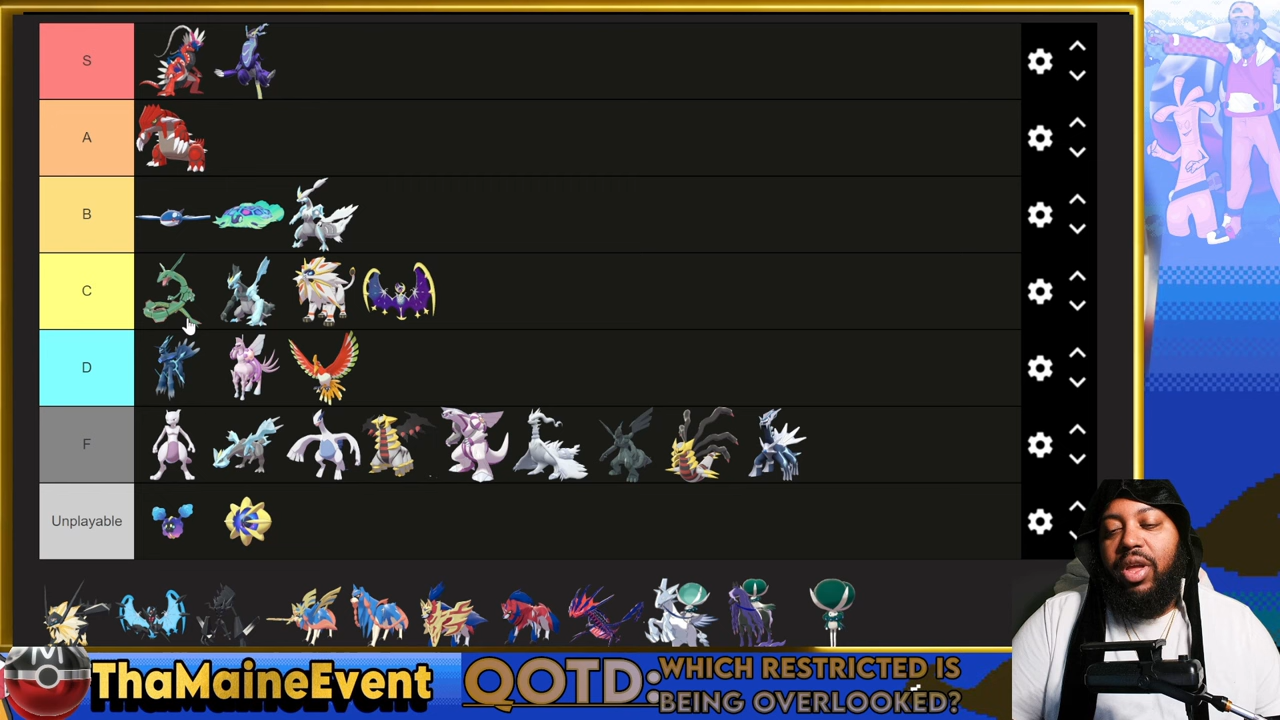 S
A
B
C
D
F
Unplayable
M
ThaMaineEvent
QOTD:
WHICH RESTRICTED IS
BEING OVERLOOKED?